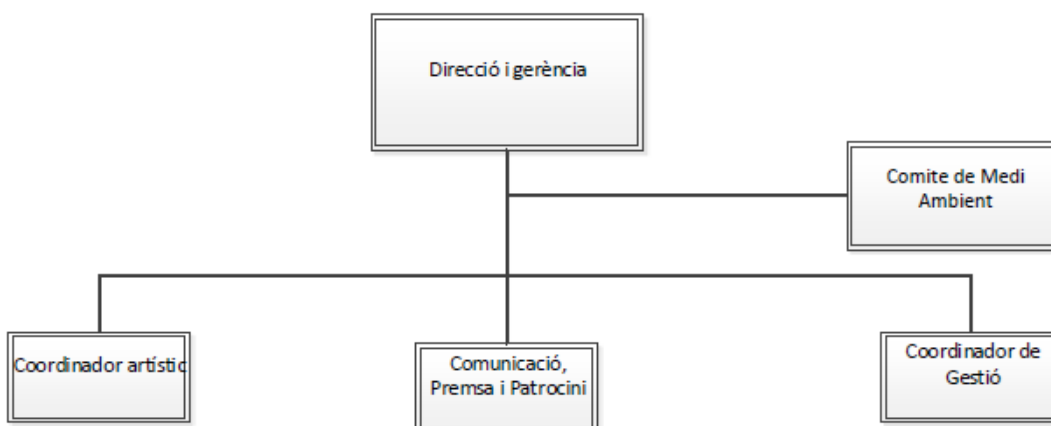 Direcció i gerència
Comite de Medi
Ambient
Coordinador artístic
Comunicació,
Premsa i Patrocini
Coordinador de
Gestió